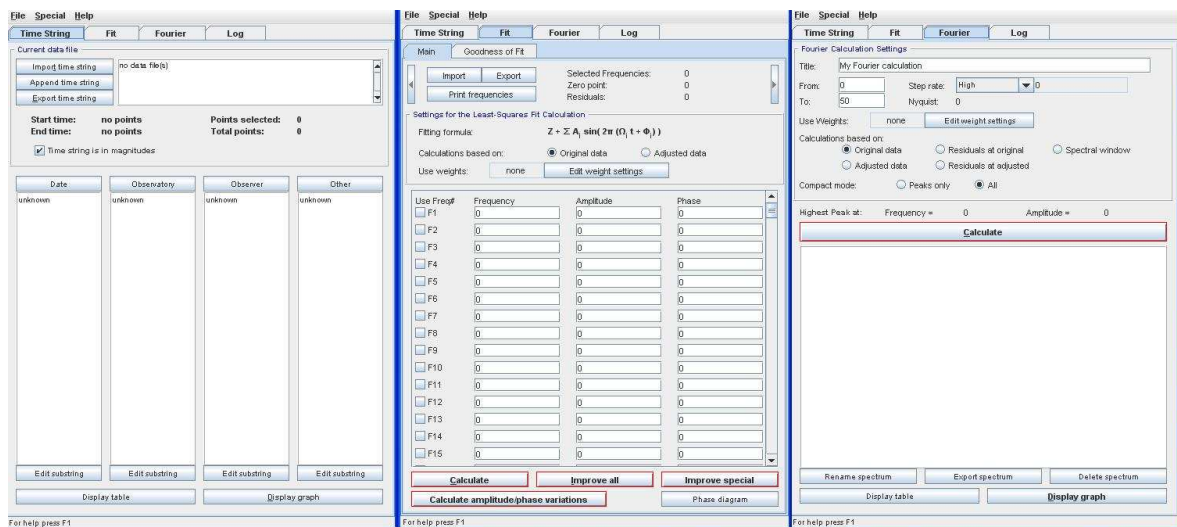 File Special Help
Time String Fit Fourier Log
Current data file
Import time string
no data file(s)
Append time string
Export time string
Start time: no points Points selected: 0
End time: no points Total points: 0
Time string is in magnitudes
Date Observatory Observer Other
unknown unknown unknown unknown
Edit substring Edit substring Edit substring Edit substring
Display table Display graph
For help press F1
File Special Help
Time String Fit Fourier Log
Main Goodness of Fit
Import Export
Print frequencies
Selected Frequencies: 0
Zero point: 0
Residuals: 0
Settings for the Least-Squares Fit Calculation
Fitting formula: Z + Σ Ai sin( 2π (Ωi t + Φi) )
Calculations based on: Original data Adjusted data
Use weights: none Edit weight settings
Use Freq# Frequency Amplitude Phase
F1 0 0 0
F2 0 0 0
F3 0 0 0
F4 0 0 0
F5 0 0 0
F6 0 0 0
F7 0 0 0
F8 0 0 0
F9 0 0 0
F10 0 0 0
F11 0 0 0
F12 0 0 0
F13 0 0 0
F14 0 0 0
F15 0 0 0
Calculate Improve all Improve special
Calculate amplitude/phase variations Phase diagram
For help press F1
File Special Help
Time String Fit Fourier Log
Fourier Calculation Settings
Title: My Fourier calculation
From: 0 Step rate: High 0
To: 50 Nyquist: 0
Use Weights: none Edit weight settings
Calculations based on:
Original data Residuals at original Spectral window
Adjusted data Residuals at adjusted
Compact mode: Peaks only All
Highest Peak at: Frequency = 0 Amplitude = 0
Calculate
Rename spectrum Export spectrum Delete spectrum
Display table Display graph
For help press F1